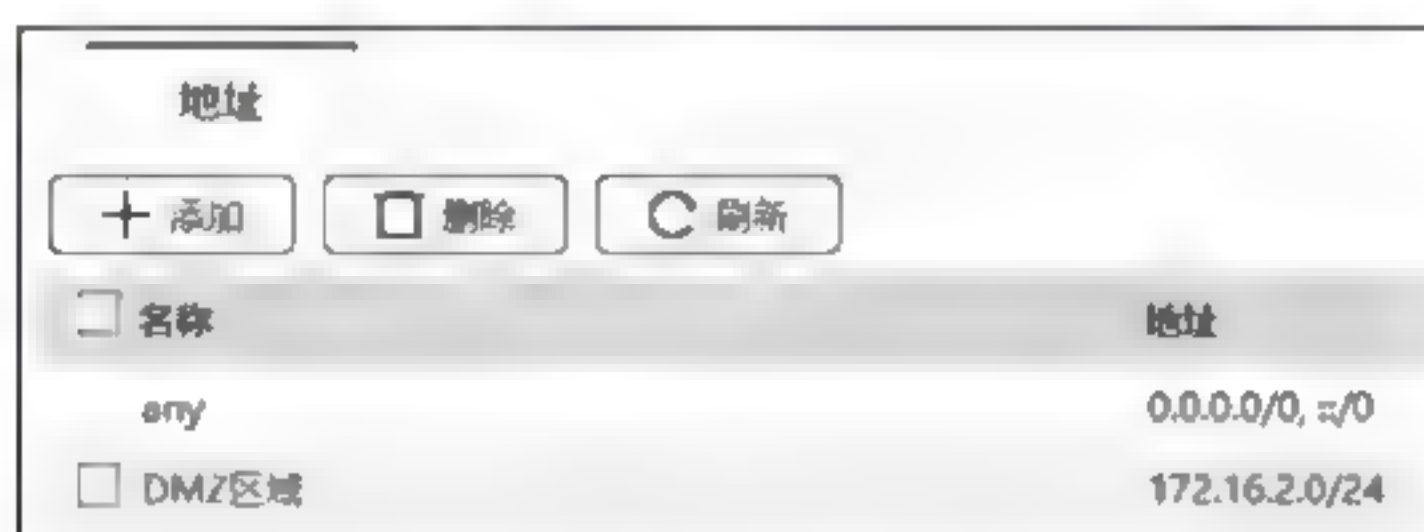 地址
添加 删除 刷新
名称 地址
any 0.0.0.0/0, ::/0
DMZ区域 172.16.2.0/24